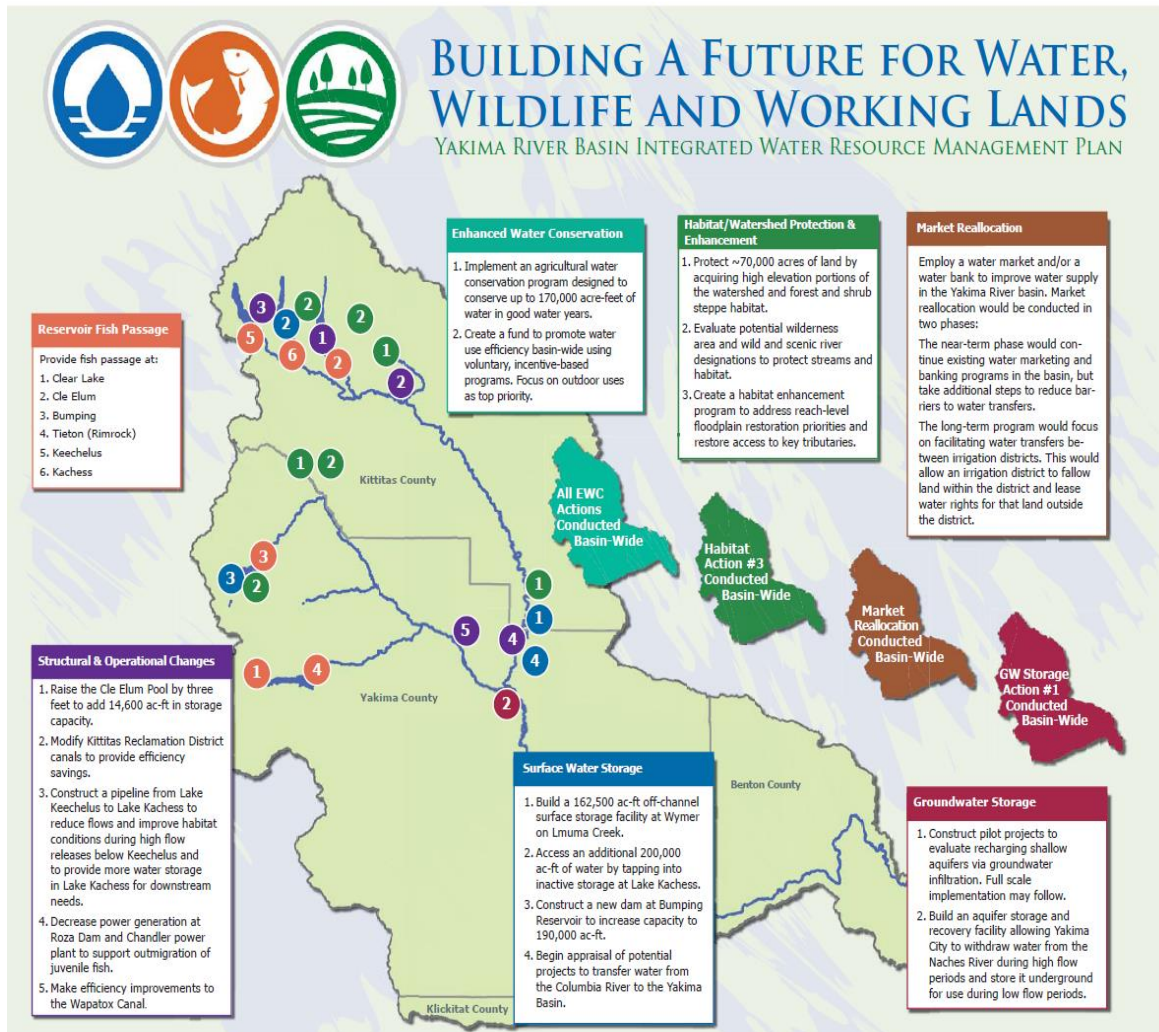 BUILDING A FUTURE FOR WATER,
WILDLIFE AND WORKING LANDS
YAKIMA RIVER BASIN INTEGRATED WATER RESOURCE MANAGEMENT PLAN
Reservoir Fish Passage
Provide fish passage at:
1. Clear Lake
2. Cle Elum
3. Bumping
4. Tieton (Rimrock)
5. Keechelus
6. Kachess
Enhanced Water Conservation
1. Implement an agricultural water
conservation program designed to
conserve up to 170,000 acre-feet of
water in good water years.
2. Create a fund to promote water
use efficiency basin-wide using
voluntary, incentive-based
programs. Focus on outdoor uses
as top priority.
Habitat/Watershed Protection &
Enhancement
1. Protect ~70,000 acres of land by
acquiring high elevation portions of
the watershed and forest and shrub
steppe habitat.
2. Evaluate potential wilderness
area and wild and scenic river
designations to protect streams and
habitat.
3. Create a habitat enhancement
program to address reach-level
floodplain restoration priorities and
restore access to key tributaries.
Market Reallocation
Employ a water market and/or a
water bank to improve water supply
in the Yakima River basin. Market
reallocation would be conducted in
two phases:
The near-term phase would con-
tinue existing water marketing and
banking programs in the basin, but
take additional steps to reduce bar-
riers to water transfers.
The long-term program would focus
on facilitating water transfers be-
tween irrigation districts. This would
allow an irrigation district to fallow
land within the district and lease
water rights for that land outside
the district.
3
2
2
2
5
6
1
2
1
2
1
2
Kittitas County
3
3
2
1
1
5
4
4
1
4
Yakima County
2
Benton County
Klickitat County
All EWC
Actions
Conducted
Basin-Wide
Habitat
Action #3
Conducted
Basin-Wide
Market
Reallocation
Conducted
Basin-Wide
GW Storage
Action #1
Conducted
Basin-Wide
Structural & Operational Changes
1. Raise the Cle Elum Pool by three
feet to add 14,600 ac-ft in storage
capacity.
2. Modify Kittitas Reclamation District
canals to provide efficiency
savings.
3. Construct a pipeline from Lake
Keechelus to Lake Kachess to
reduce flows and improve habitat
conditions during high flow
releases below Keechelus and
to provide more water storage
in Lake Kachess for downstream
needs.
4. Decrease power generation at
Roza Dam and Chandler power
plant to support outmigration of
juvenile fish.
5. Make efficiency improvements to
the Wapatox Canal.
Surface Water Storage
1. Build a 162,500 ac-ft off-channel
surface storage facility at Wymer
on Lmuma Creek.
2. Access an additional 200,000
ac-ft of water by tapping into
inactive storage at Lake Kachess.
3. Construct a new dam at Bumping
Reservoir to increase capacity to
190,000 ac-ft.
4. Begin appraisal of potential
projects to transfer water from
the Columbia River to the Yakima
Basin.
Groundwater Storage
1. Construct pilot projects to
evaluate recharging shallow
aquifers via groundwater
infiltration. Full scale
implementation may follow.
2. Build an aquifer storage and
recovery facility allowing Yakima
City to withdraw water from the
Naches River during high flow
periods and store it underground
for use during low flow periods.